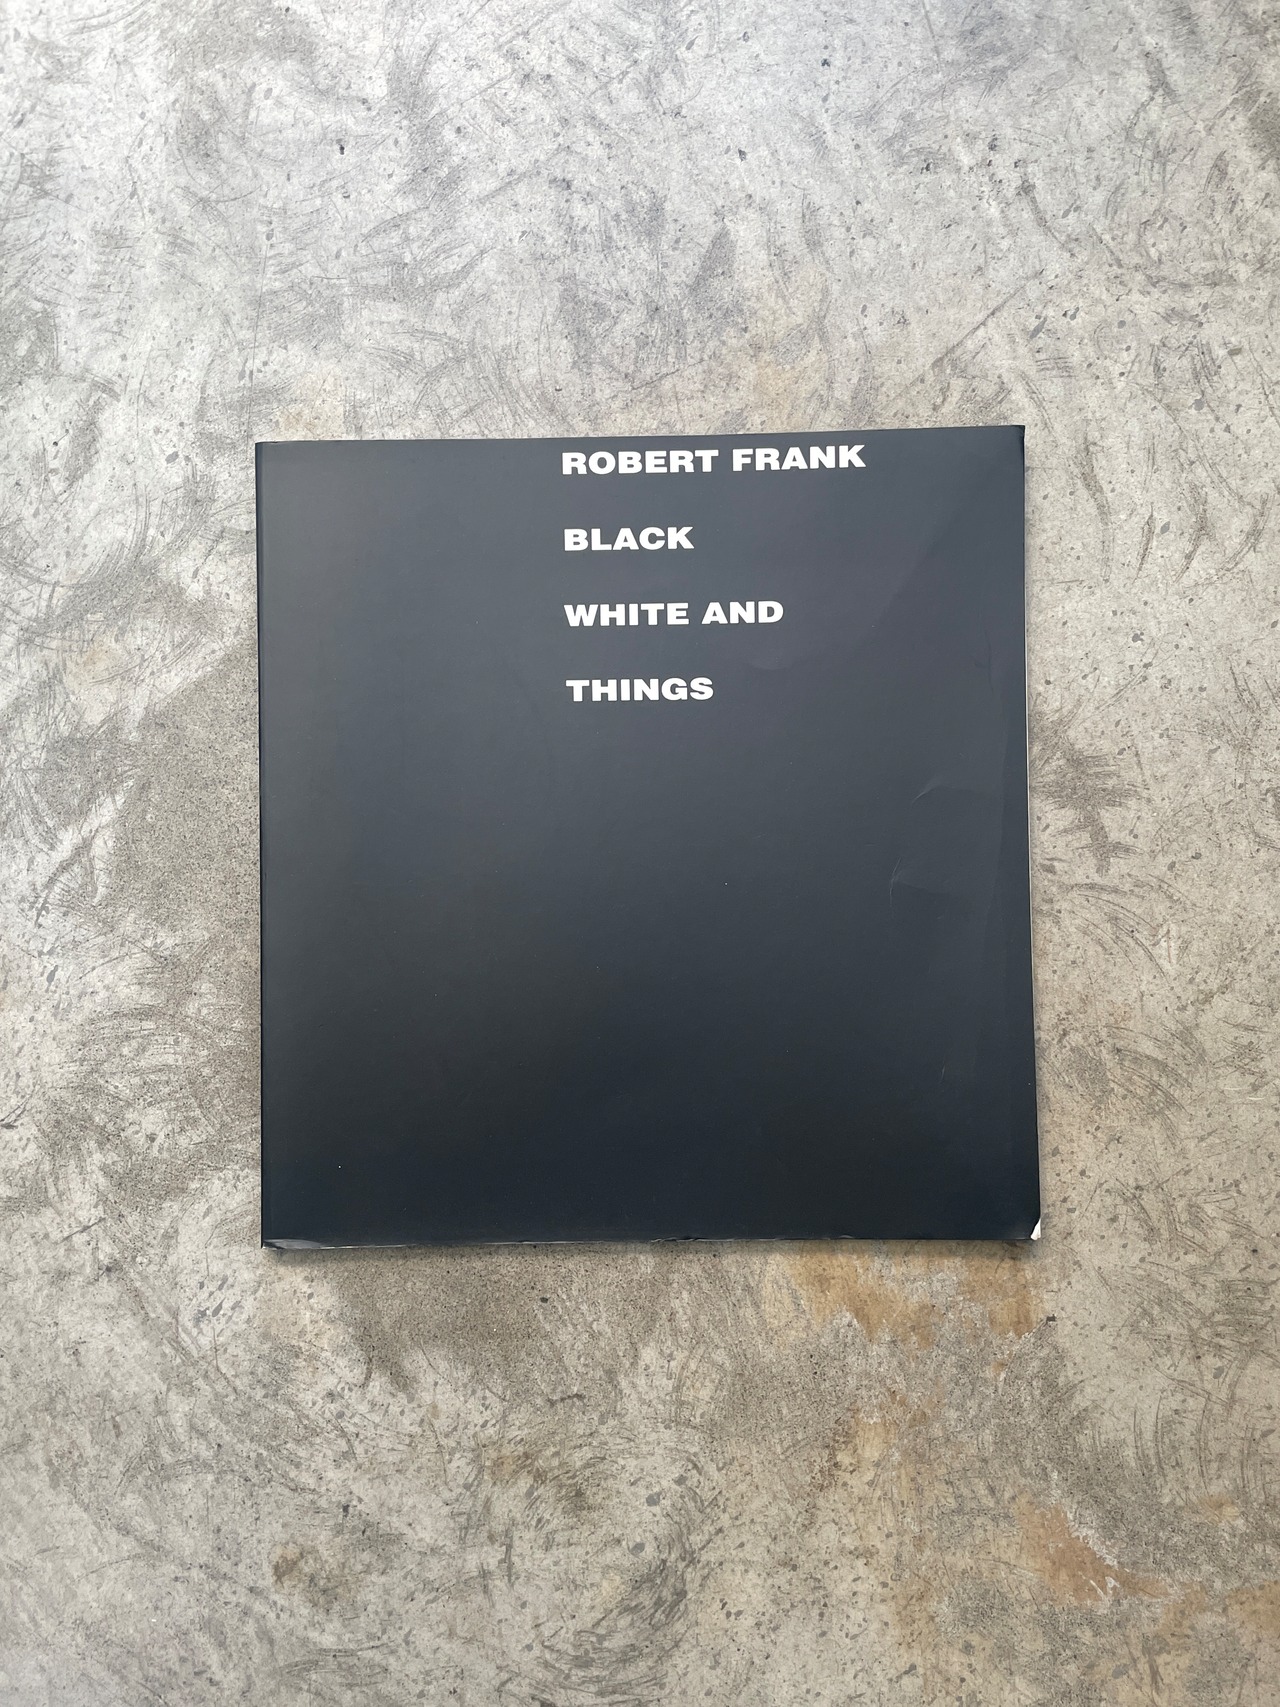 ROBERT FRANK
BLACK
WHITE AND
THINGS